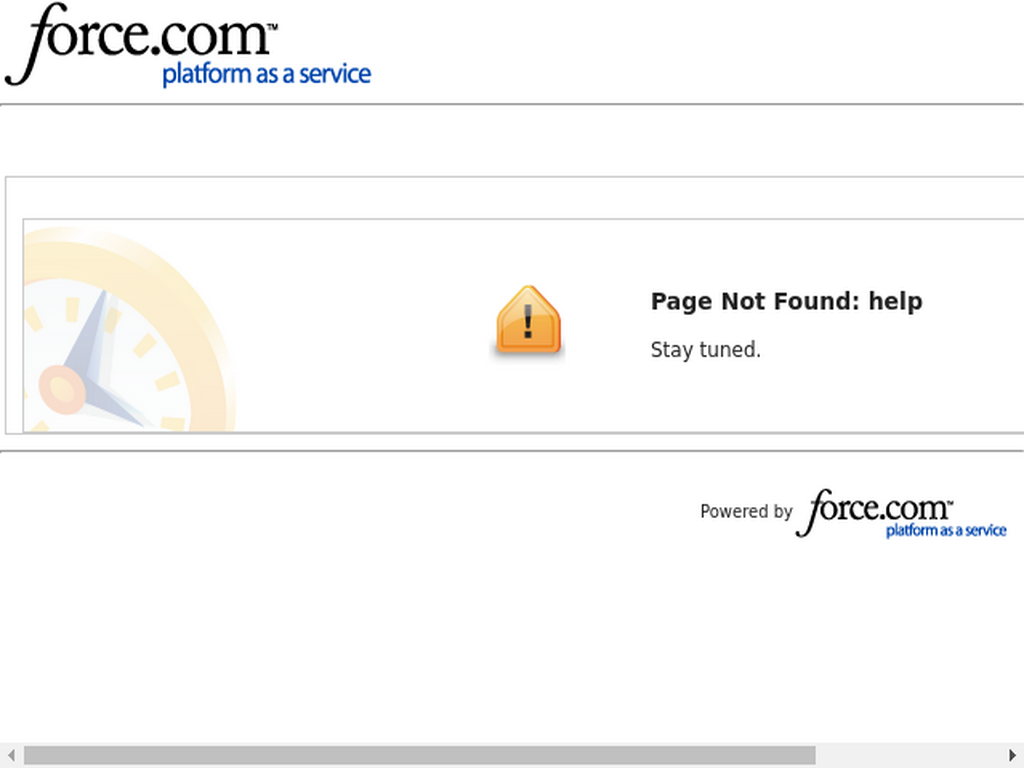 force.com™
platform as a service
Page Not Found: help
Stay tuned.
Powered by force.com™
platform as a service